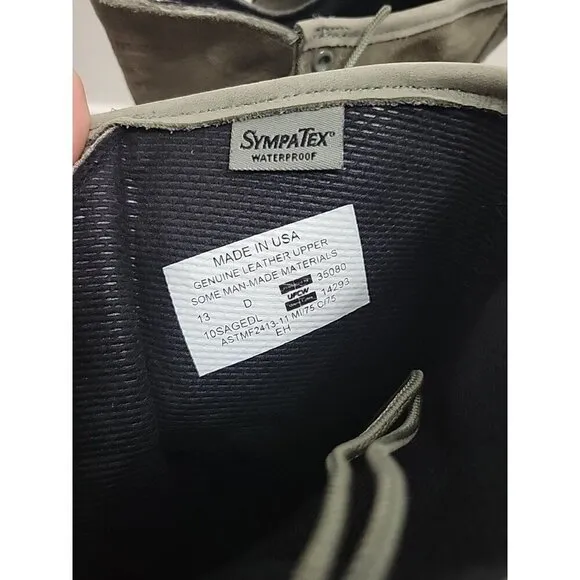 SYMPATEX®
WATERPROOF
MADE IN USA
GENUINE LEATHER UPPER
SOME MAN-MADE MATERIALS
13 D UFCW 35080
10SAGEDL 14293
ASTMF2413-11 MI/75 C/75
EH